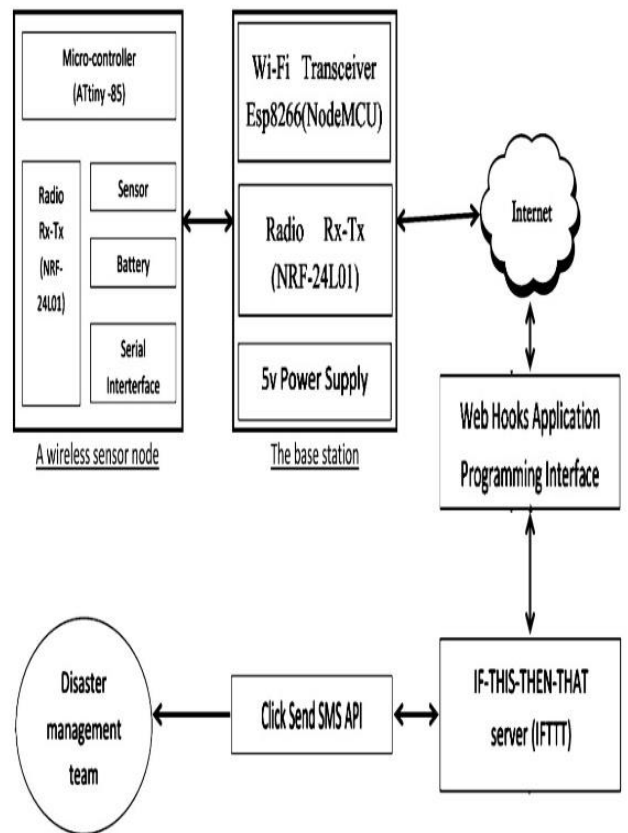 Micro-controller
(ATtiny -85)
Radio
Rx-Tx
(NRF-
24L01)
Sensor
Battery
Serial
Interterface
A wireless sensor node
Wi-Fi Transceiver
Esp8266(NodeMCU)
Radio Rx-Tx
(NRF-24L01)
5v Power Supply
The base station
Internet
Web Hooks Application
Programming Interface
IF-THIS-THEN-THAT
server (IFTTT)
Click Send SMS API
Disaster
management
team